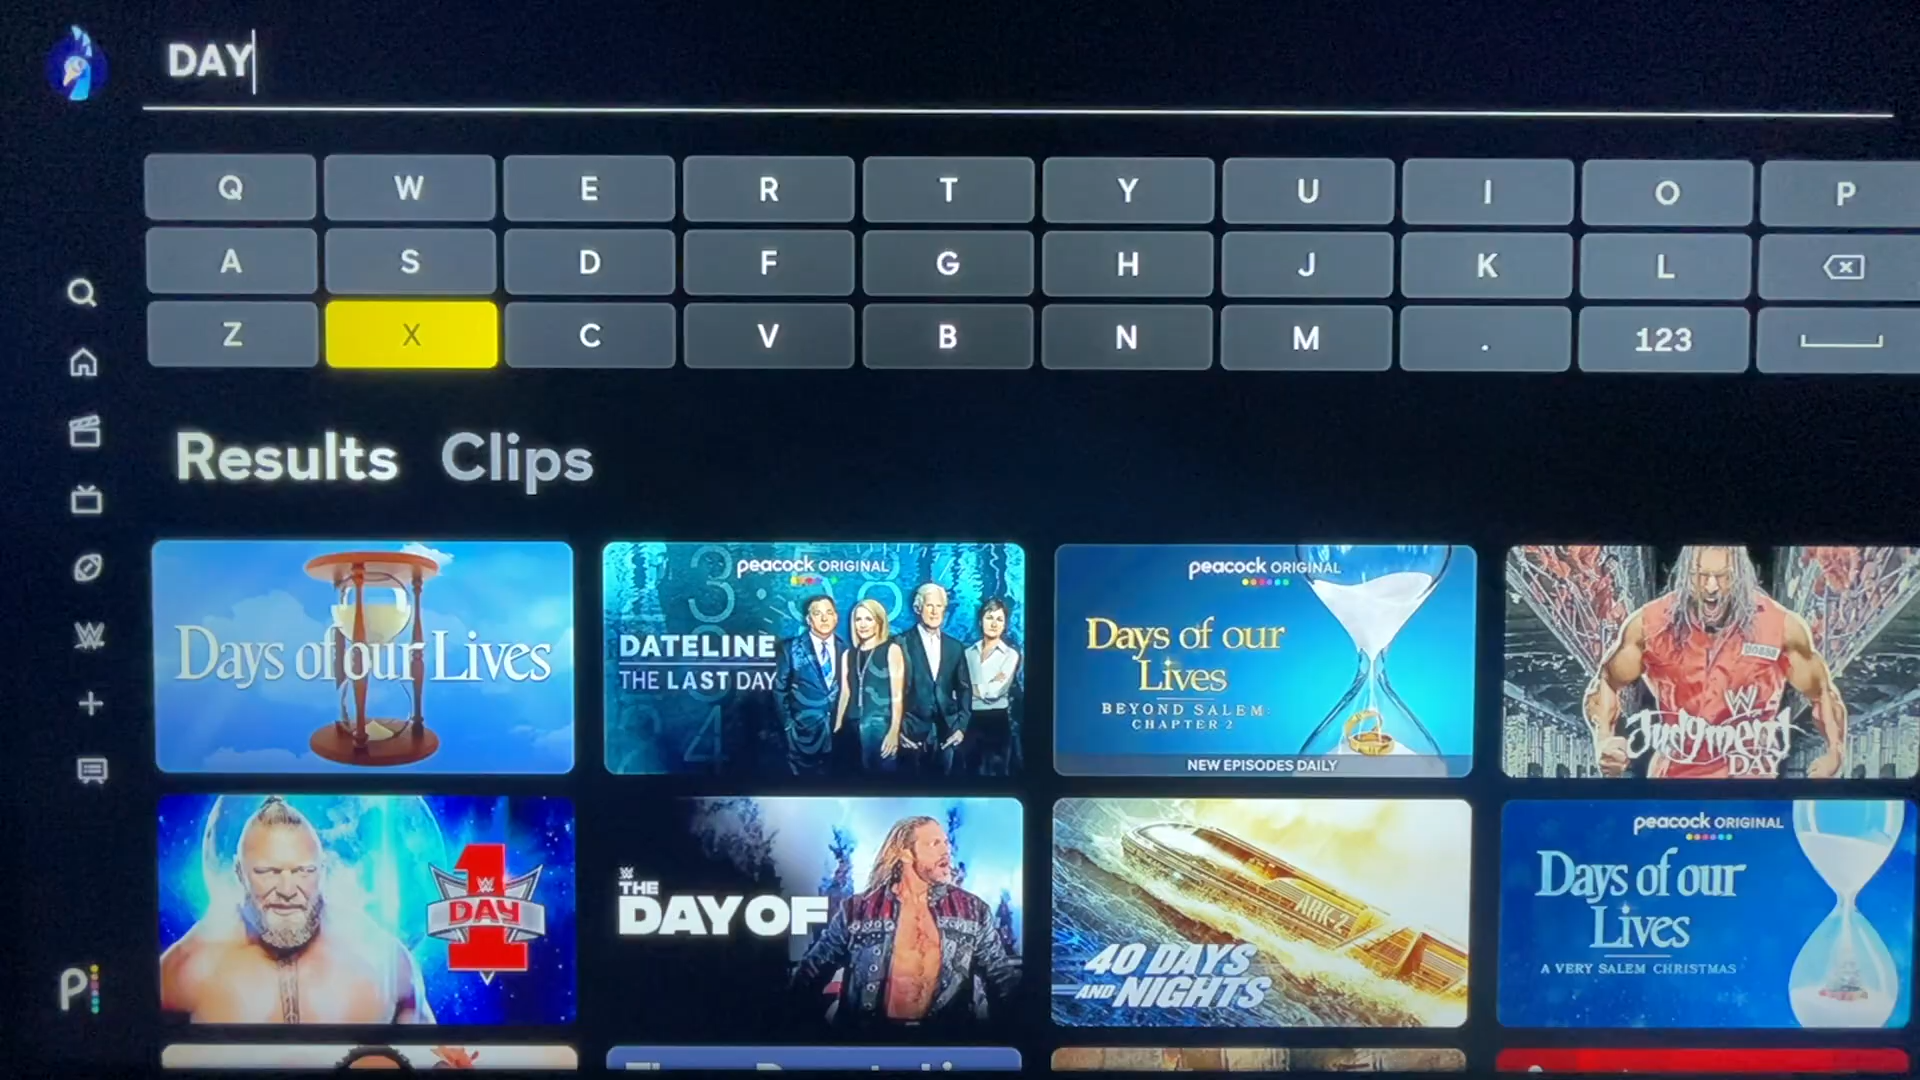 DAY
Q W E R T Y U I O P
A S D F G H J K L
Z X C V B N M . 123
Results Clips
Days of our Lives
peacock ORIGINAL
DATELINE
THE LAST DAY
peacock ORIGINAL
Days of our
Lives
BEYOND SALEM:
CHAPTER 2
NEW EPISODES DAILY
W
Judgment
DAY
W
DAY
1
W
THE
DAY OF
ARK-2
40 DAYS
AND NIGHTS
peacock ORIGINAL
Days of our
Lives
A VERY SALEM CHRISTMAS
P